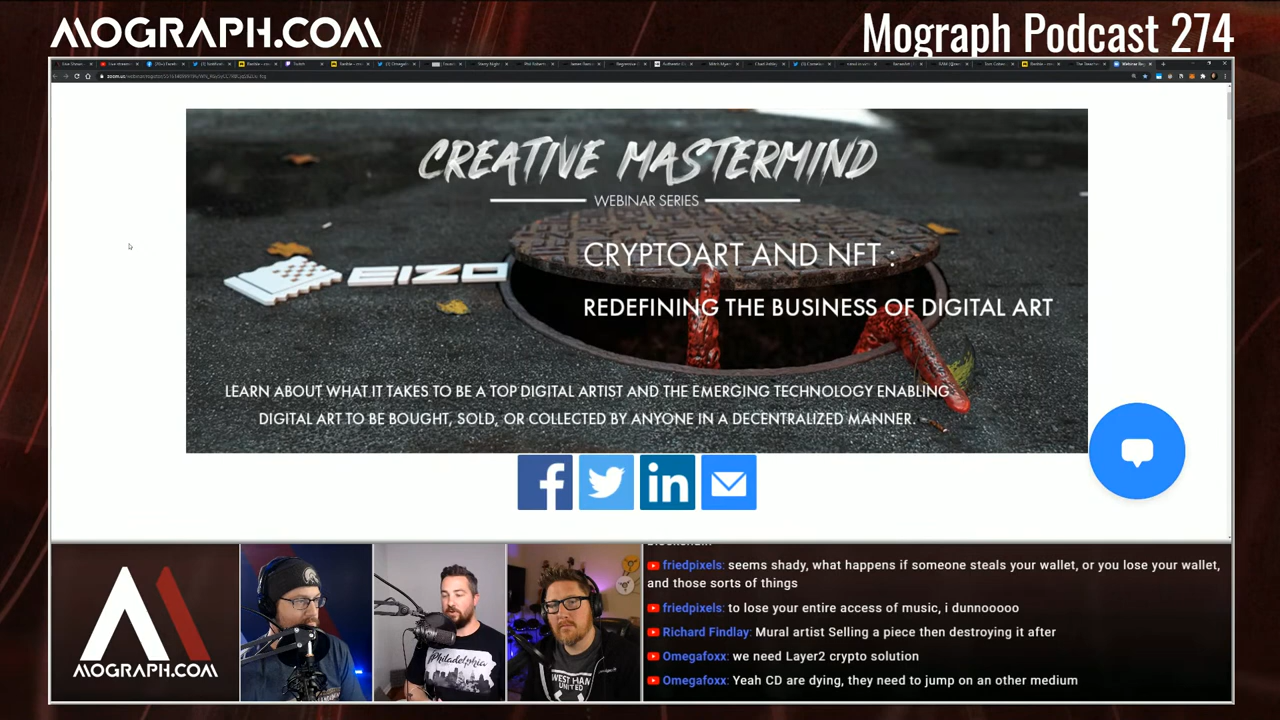 MOGRAPH.COM
Mograph Podcast 274
CREATIVE MASTERMIND
WEBINAR SERIES
EIZO
CRYPTOART AND NFT :
REDEFINING THE BUSINESS OF DIGITAL ART
LEARN ABOUT WHAT IT TAKES TO BE A TOP DIGITAL ARTIST AND THE EMERGING TECHNOLOGY ENABLING
DIGITAL ART TO BE BOUGHT, SOLD, OR COLLECTED BY ANYONE IN A DECENTRALIZED MANNER.
f
in
MOGRAPH.COM
Philadelphia
WEST HAM
UNITED
friedpixels: seems shady, what happens if someone steals your wallet, or you lose your wallet,
and those sorts of things
friedpixels: to lose your entire access of music, i dunnooooo
Richard Findlay: Mural artist Selling a piece then destroying it after
Omegafoxx: we need Layer2 crypto solution
Omegafoxx: Yeah CD are dying, they need to jump on an other medium